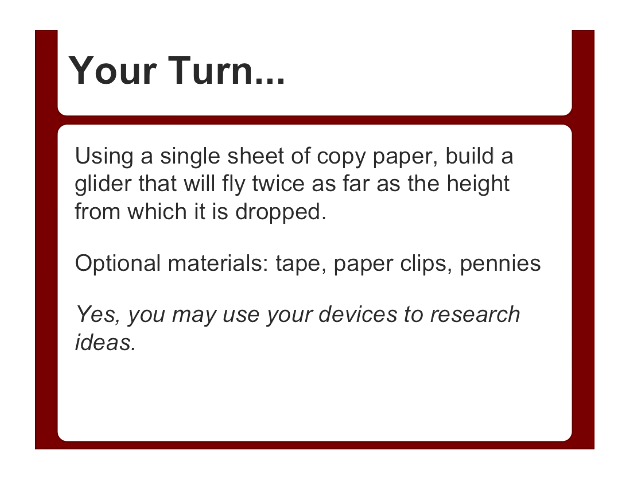 Your Turn...
Using a single sheet of copy paper, build a
glider that will fly twice as far as the height
from which it is dropped.
Optional materials: tape, paper clips, pennies
Yes, you may use your devices to research
ideas.